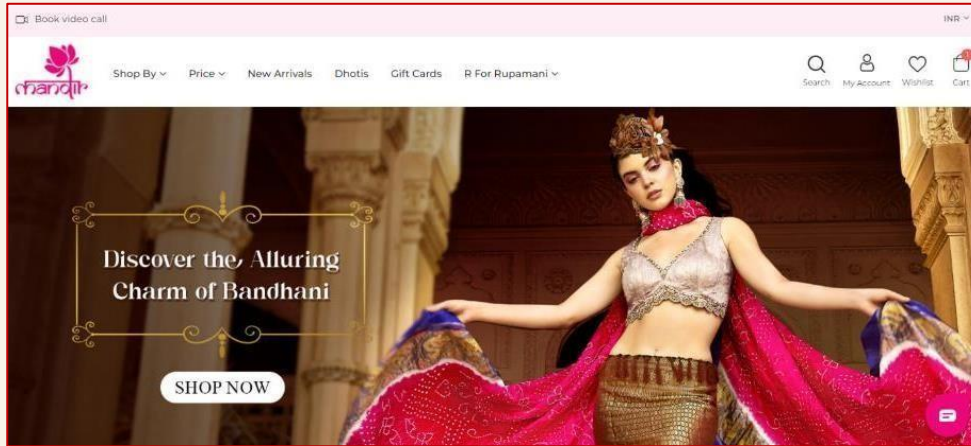 Book video call
INR
mandir
Shop By
Price
New Arrivals
Dhotis
Gift Cards
R For Rupamani
Search
My Account
Wishlist
1
Cart
Discover the Alluring
Charm of Bandhani
SHOP NOW